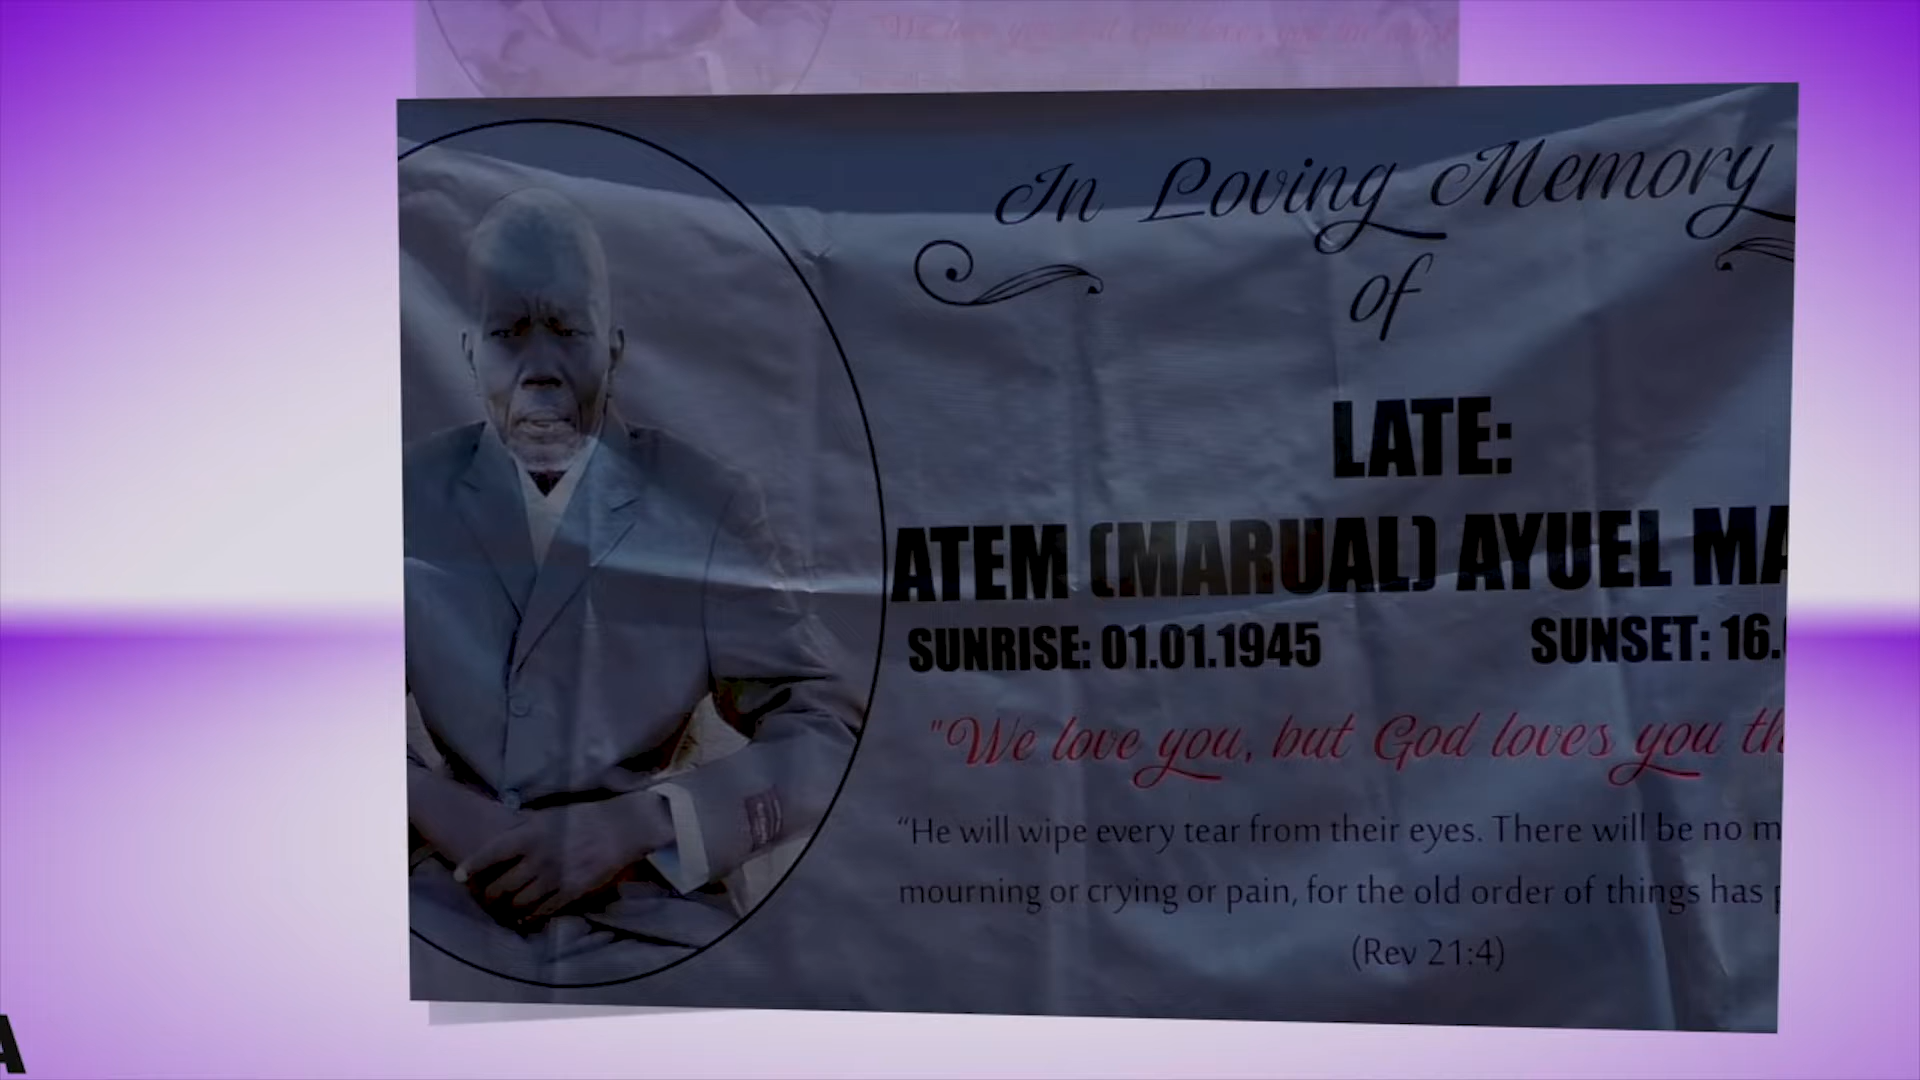 In Loving Memory
of
LATE:
ATEM (MARUAL) AYUEL MA
SUNRISE: 01.01.1945 SUNSET: 16.
"We love you, but God loves you th
“He will wipe every tear from their eyes. There will be no m
mourning or crying or pain, for the old order of things has p
(Rev 21:4)
A